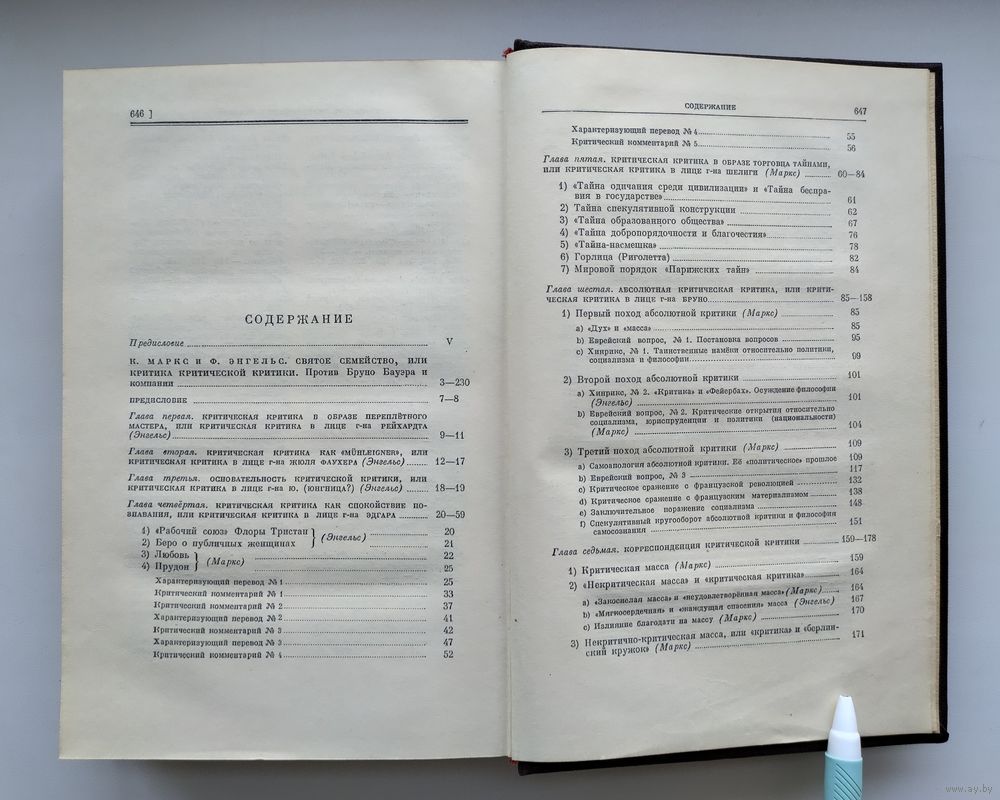 646 ]
СОДЕРЖАНИЕ
Предисловие V
К. МАРКС И Ф. ЭНГЕЛЬС. СВЯТОЕ СЕМЕЙСТВО, ИЛИ
КРИТИКА КРИТИЧЕСКОЙ КРИТИКИ. Против Бруно Бауэра и
компании 3—230
ПРЕДИСЛОВИЕ 7—8
Глава первая. КРИТИЧЕСКАЯ КРИТИКА В ОБРАЗЕ ПЕРЕПЛЁТНОГО
МАСТЕРА, ИЛИ КРИТИЧЕСКАЯ КРИТИКА В ЛИЦЕ г-на РЕЙХАРДТА
(Энгельс) 9—11
Глава вторая. КРИТИЧЕСКАЯ КРИТИКА КАК «MÜHLEIGNER», ИЛИ
КРИТИЧЕСКАЯ КРИТИКА В ЛИЦЕ г-на ЖЮЛЯ ФАУХЕРА (Энгельс) 12—17
Глава третья. ОСНОВАТЕЛЬНОСТЬ КРИТИЧЕСКОЙ КРИТИКИ, ИЛИ
КРИТИЧЕСКАЯ КРИТИКА В ЛИЦЕ г-на Ю. (ЮНГНИЦА?) (Энгельс) 18—19
Глава четвёртая. КРИТИЧЕСКАЯ КРИТИКА КАК СПОКОЙСТВИЕ ПО-
ЗНАВАНИЯ, ИЛИ КРИТИЧЕСКАЯ КРИТИКА В ЛИЦЕ г-на ЭДГАРА 20—59
1) «Рабочий союз» Флоры Тристан 20
2) Беро о публичных женщинах (Энгельс) 21
3) Любовь 22
4) Прудон (Маркс) 25
Характеризующий перевод № 1 25
Критический комментарий № 1 33
Критический комментарий № 2 37
Характеризующий перевод № 2 41
Критический комментарий № 3 42
Характеризующий перевод № 3 47
Критический комментарий № 4 52
СОДЕРЖАНИЕ 647
Характеризующий перевод № 4 55
Критический комментарий № 5 56
Глава пятая. КРИТИЧЕСКАЯ КРИТИКА В ОБРАЗЕ ТОРГОВЦА ТАЙНАМИ,
ИЛИ КРИТИЧЕСКАЯ КРИТИКА В ЛИЦЕ г-на ШЕЛИГИ (Маркс) 60—84
1) «Тайна одичания среди цивилизации» и «Тайна беспра-
вия в государстве» 61
2) Тайна спекулятивной конструкции 62
3) «Тайна образованного общества» 67
4) «Тайна добропорядочности и благочестия» 76
5) «Тайна-насмешка» 78
6) Горлица (Риголетта) 82
7) Мировой порядок «Парижских тайн» 84
Глава шестая. АБСОЛЮТНАЯ КРИТИЧЕСКАЯ КРИТИКА, ИЛИ КРИТИ-
ЧЕСКАЯ КРИТИКА В ЛИЦЕ г-на БРУНО 85—158
1) Первый поход абсолютной критики (Маркс) 85
a) «Дух» и «масса» 85
b) Еврейский вопрос, № 1. Постановка вопросов 95
c) Хинрикс, № 1. Таинственные намёки относительно политики,
социализма и философии 99
2) Второй поход абсолютной критики 101
a) Хинрикс, № 2. «Критика» и «Фейербах». Осуждение философии
(Энгельс) 101
b) Еврейский вопрос, № 2. Критические открытия относительно
социализма, юриспруденции и политики (национальности)
(Маркс) 104
3) Третий поход абсолютной критики (Маркс) 109
a) Самоапология абсолютной критики. Её «политическое» прошлое 109
b) Еврейский вопрос, № 3 117
c) Критическое сражение с французской революцией 132
d) Критическое сражение с французским материализмом 138
e) Заключительное поражение социализма 148
f) Спекулятивный кругооборот абсолютной критики и философия
самосознания 151
Глава седьмая. КОРРЕСПОНДЕНЦИЯ КРИТИЧЕСКОЙ КРИТИКИ 159—178
1) Критическая масса (Маркс) 159
2) «Некритическая масса» и «критическая критика» 164
a) «Закоснелая масса» и «неудовлетворённая масса» (Маркс) 164
b) «Мягкосердечная» и «жаждущая спасения» масса (Энгельс) 167
c) Излияние благодати на массу (Маркс) 170
3) Некритично-критическая масса, или «критика» и «берлин-
ский кружок» (Маркс) 171
www.ay.by